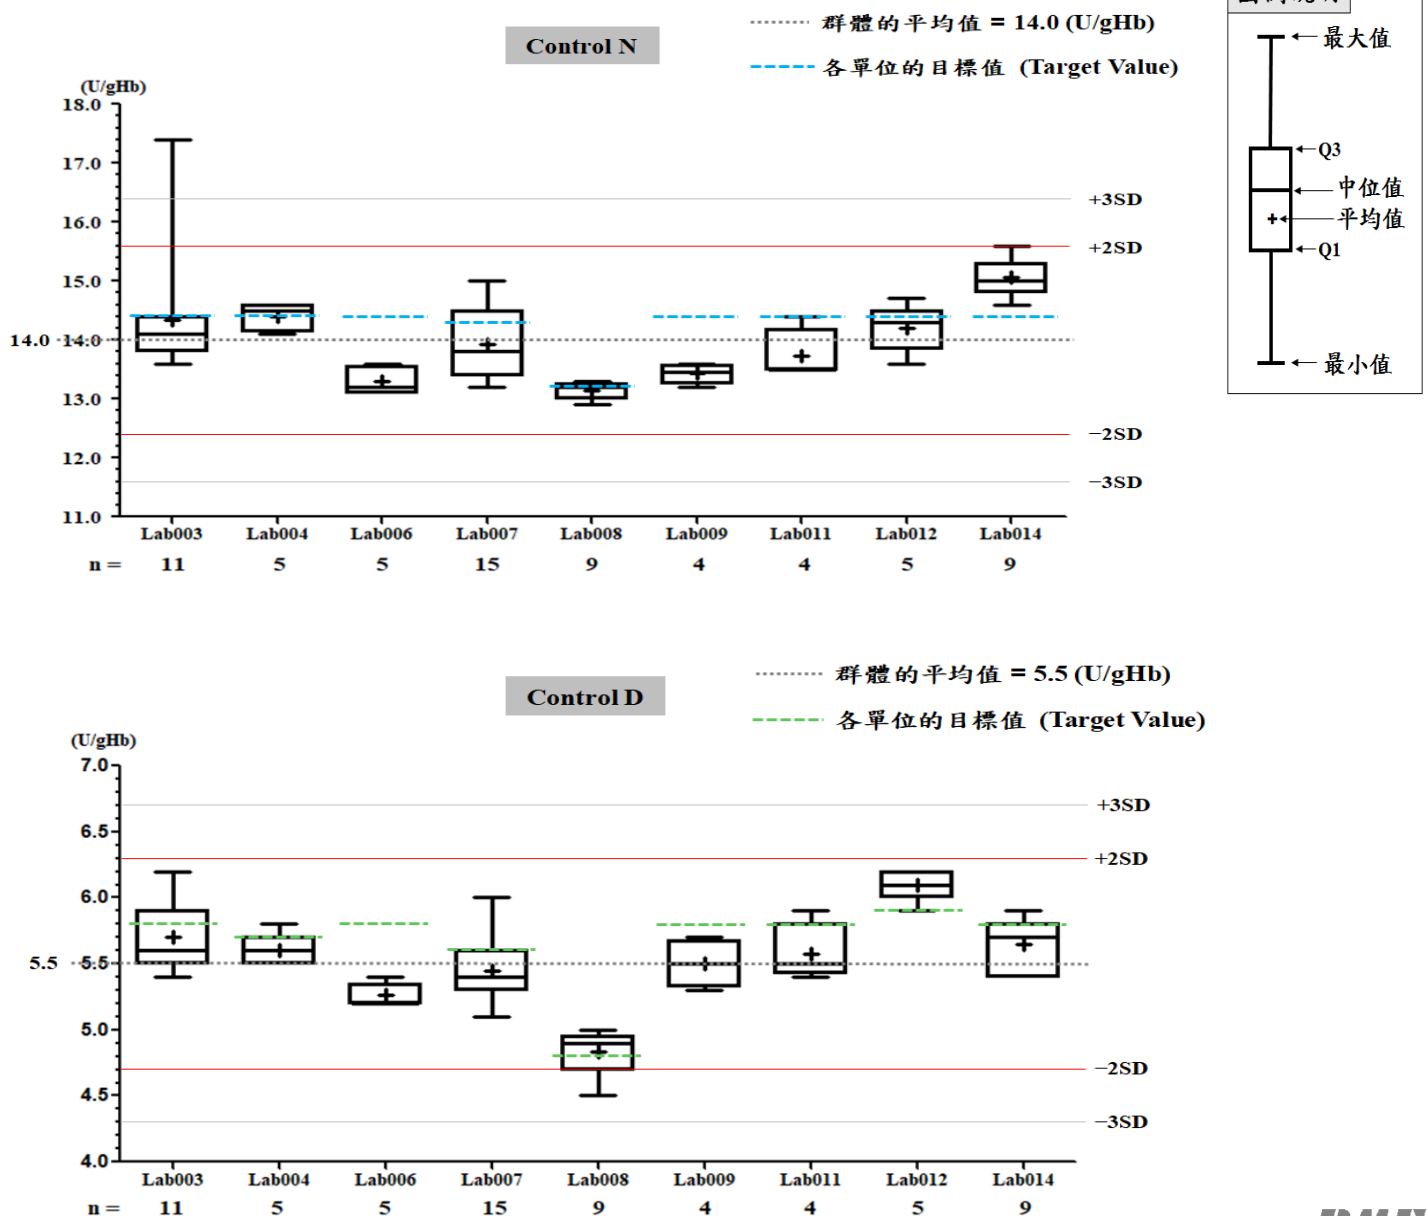 Control N
群體的平均值 = 14.0 (U/gHb)
各單位的目標值 (Target Value)
(U/gHb)
18.0
17.0
16.0
15.0
14.0 14.0
13.0
12.0
11.0
+3SD
+2SD
−2SD
−3SD
Lab003 Lab004 Lab006 Lab007 Lab008 Lab009 Lab011 Lab012 Lab014
n = 11 5 5 15 9 4 4 5 9
最大值
Q3
中位值
平均值
Q1
最小值
Control D
群體的平均值 = 5.5 (U/gHb)
各單位的目標值 (Target Value)
(U/gHb)
7.0
6.5
6.0
5.5 5.5
5.0
4.5
4.0
+3SD
+2SD
−2SD
−3SD
Lab003 Lab004 Lab006 Lab007 Lab008 Lab009 Lab011 Lab012 Lab014
n = 11 5 5 15 9 4 4 5 9